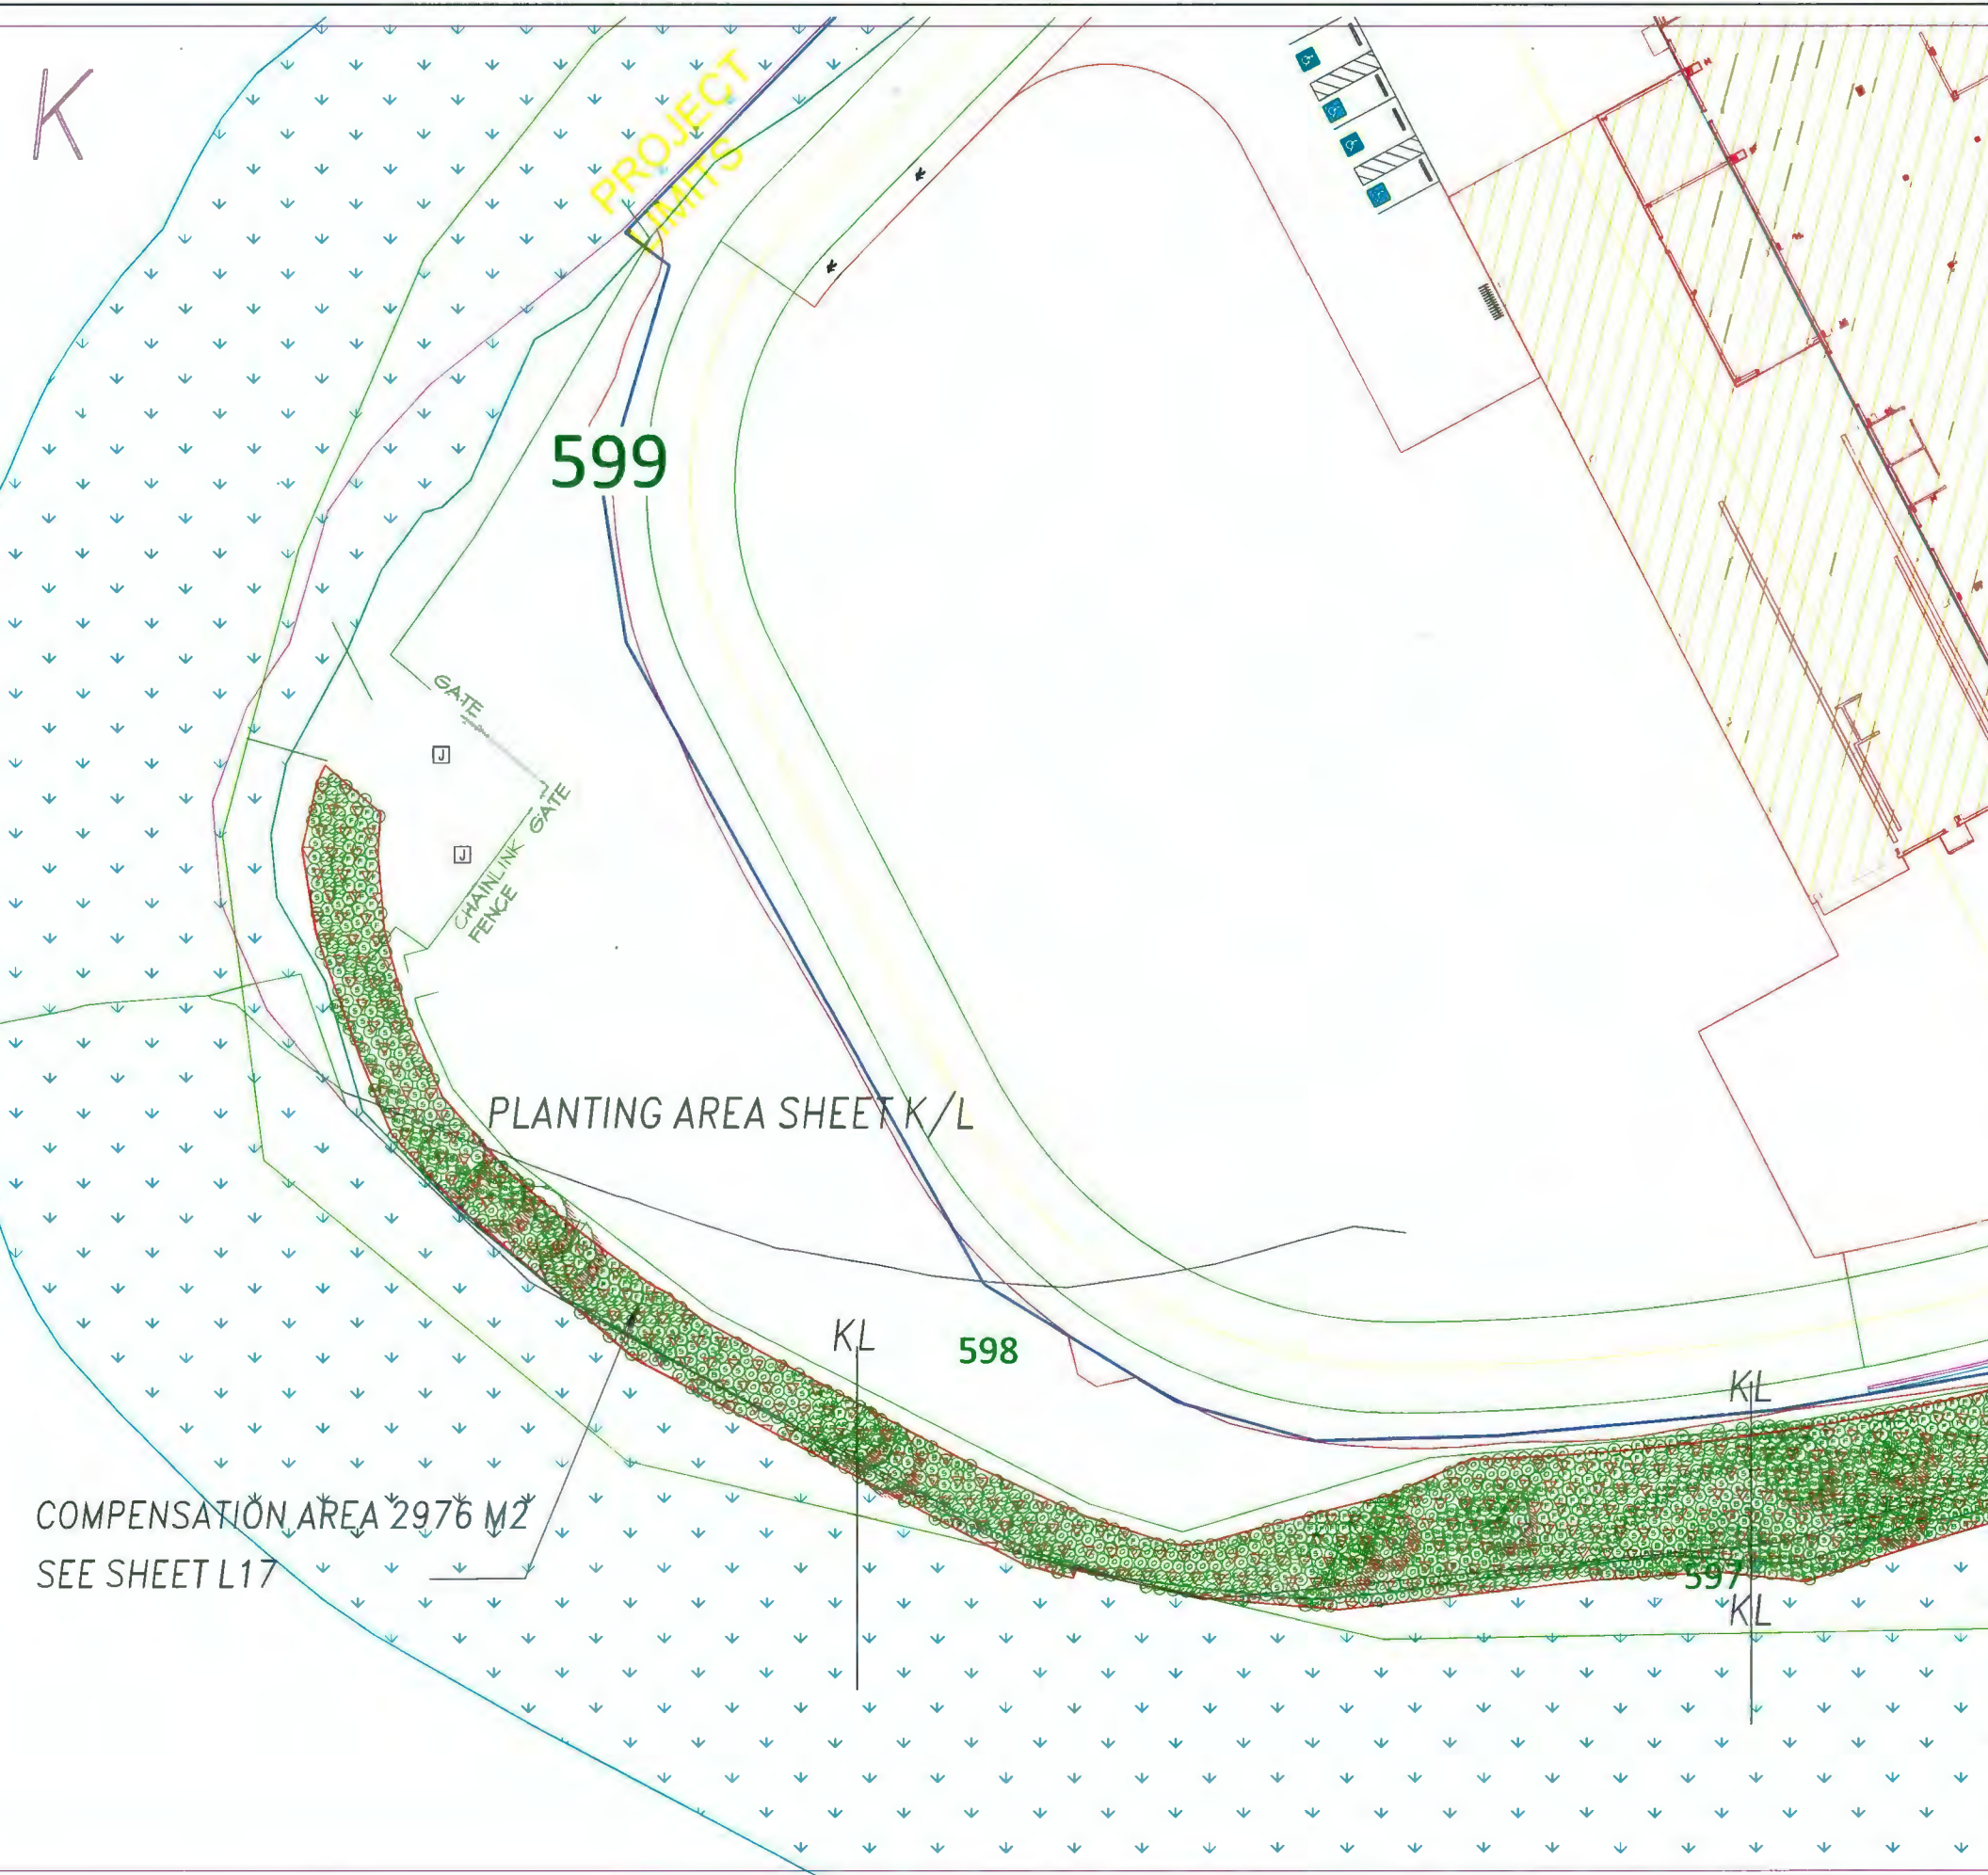 K
PROJECT
LIMITS
599
GATE
J
J
GATE
CHAINLINK
FENCE
PLANTING AREA SHEET K/L
KL
598
KL
COMPENSATION AREA 2976 M2
SEE SHEET L17
597
KL